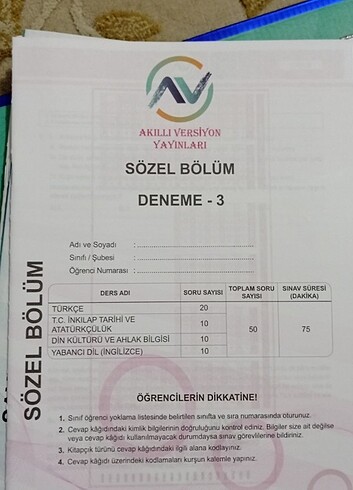 AV
AKILLI VERSİYON
YAYINLARI
SÖZEL BÖLÜM
DENEME - 3
Adı ve Soyadı :
Sınıfı / Şubesi :
Öğrenci Numarası :
SÖZEL BÖLÜM
DERS ADI SORU SAYISI TOPLAM SORU SAYISI SINAV SÜRESİ (DAKİKA)
TÜRKÇE 20
T.C. İNKILAP TARİHİ VE ATATÜRKÇÜLÜK 10 50 75
DİN KÜLTÜRÜ VE AHLAK BİLGİSİ 10
YABANCI DİL (İNGİLİZCE) 10
ÖĞRENCİLERİN DİKKATİNE!
1. Sınıf öğrenci yoklama listesinde belirtilen sınıfta ve sıra numarasında oturunuz.
2. Cevap kâğıdındaki kimlik bilgilerinin doğruluğunu kontrol ediniz. Bilgiler size ait değilse
veya cevap kâğıdı kullanılmayacak durumdaysa sınav görevlilerine bildiriniz.
3. Kitapçık türünü cevap kâğıdındaki ilgili alana kodlayınız.
4. Cevap kâğıdı üzerindeki kodlamaları kurşun kalemle yapınız.